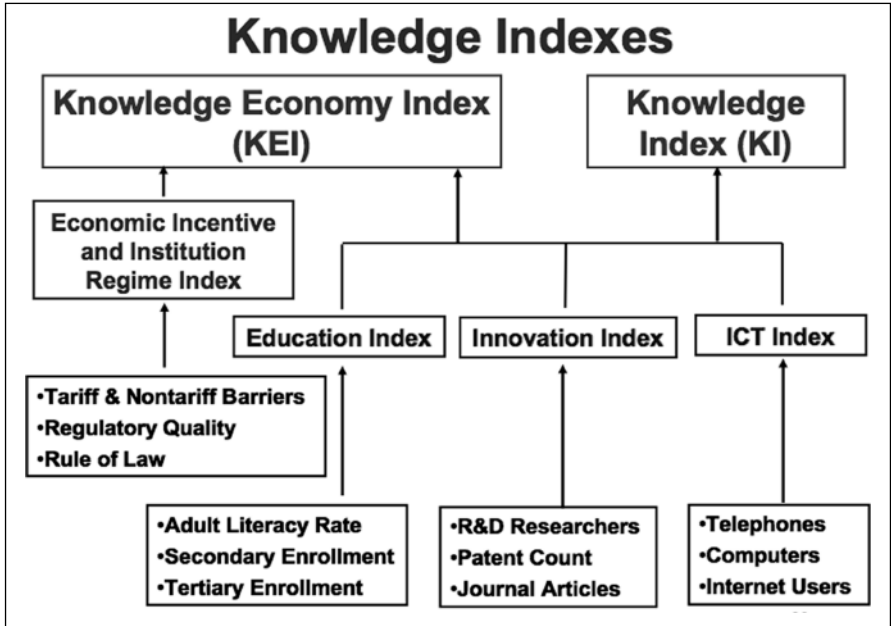 Knowledge Indexes
Knowledge Economy Index
(KEI)
Knowledge
Index (KI)
Economic Incentive
and Institution
Regime Index
Education Index
Innovation Index
ICT Index
•Tariff & Nontariff Barriers
•Regulatory Quality
•Rule of Law
•Adult Literacy Rate
•Secondary Enrollment
•Tertiary Enrollment
•R&D Researchers
•Patent Count
•Journal Articles
•Telephones
•Computers
•Internet Users